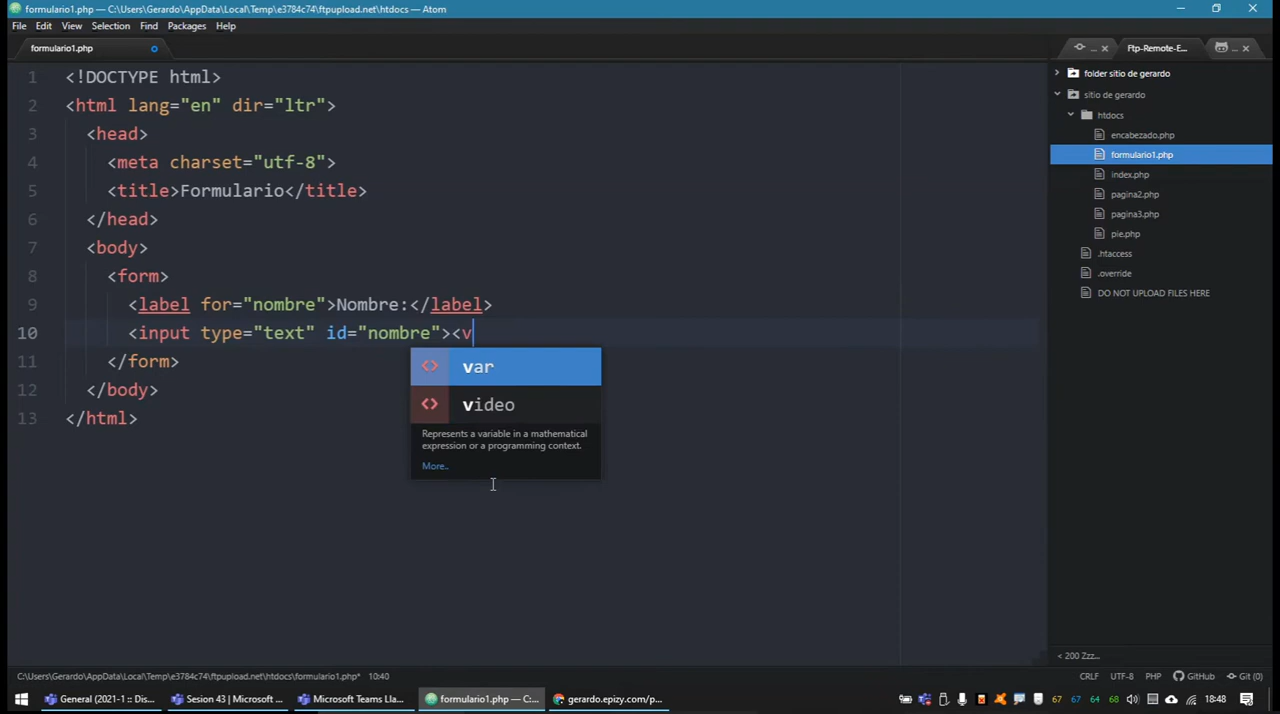 formulario1.php — C:\Users\Gerardo\AppData\Local\Temp\e3784c74\ftpupload.net\htdocs — Atom
File Edit View Selection Find Packages Help
formulario1.php
... Ftp-Remote-E... ...
1 <!DOCTYPE html>
2 <html lang="en" dir="ltr">
3 <head>
4 <meta charset="utf-8">
5 <title>Formulario</title>
6 </head>
7 <body>
8 <form>
9 <label for="nombre">Nombre:</label>
10 <input type="text" id="nombre"><v
11 </form>
12 </body>
13 </html>
var
video
Represents a variable in a mathematical
expression or a programming context.
More..
folder sitio de gerardo
sitio de gerardo
htdocs
encabezado.php
formulario1.php
index.php
pagina2.php
pagina3.php
pie.php
.htaccess
.override
DO NOT UPLOAD FILES HERE
< 200 Zzz...
C:\Users\Gerardo\AppData\Local\Temp\e3784c74\ftpupload.net\htdocs\formulario1.php* 10:40 CRLF UTF-8 PHP GitHub Git (0)
General (2021-1 :: Dis... Sesion 43 | Microsoft ... Microsoft Teams Lla... formulario1.php — C:... gerardo.epizy.com/p... 67 67 64 68 18:48